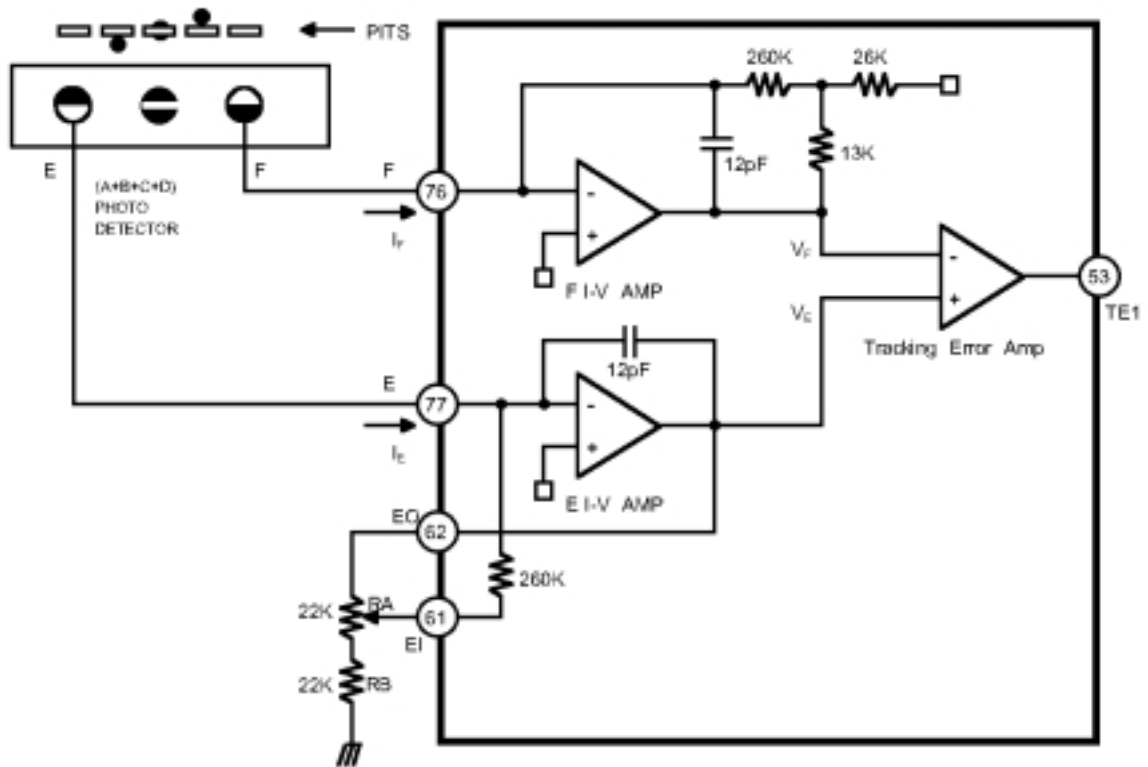 PITS
260K
26K
12pF
13K
E
F
F
76
(A+B+C+D)
PHOTO
DETECTOR
-
+
IF
F I-V AMP
VF
-
53
VE
+
TE1
Tracking Error Amp
12pF
E
77
-
IE
+
E I-V AMP
EO
62
260K
22K
RA
61
EI
22K
RB